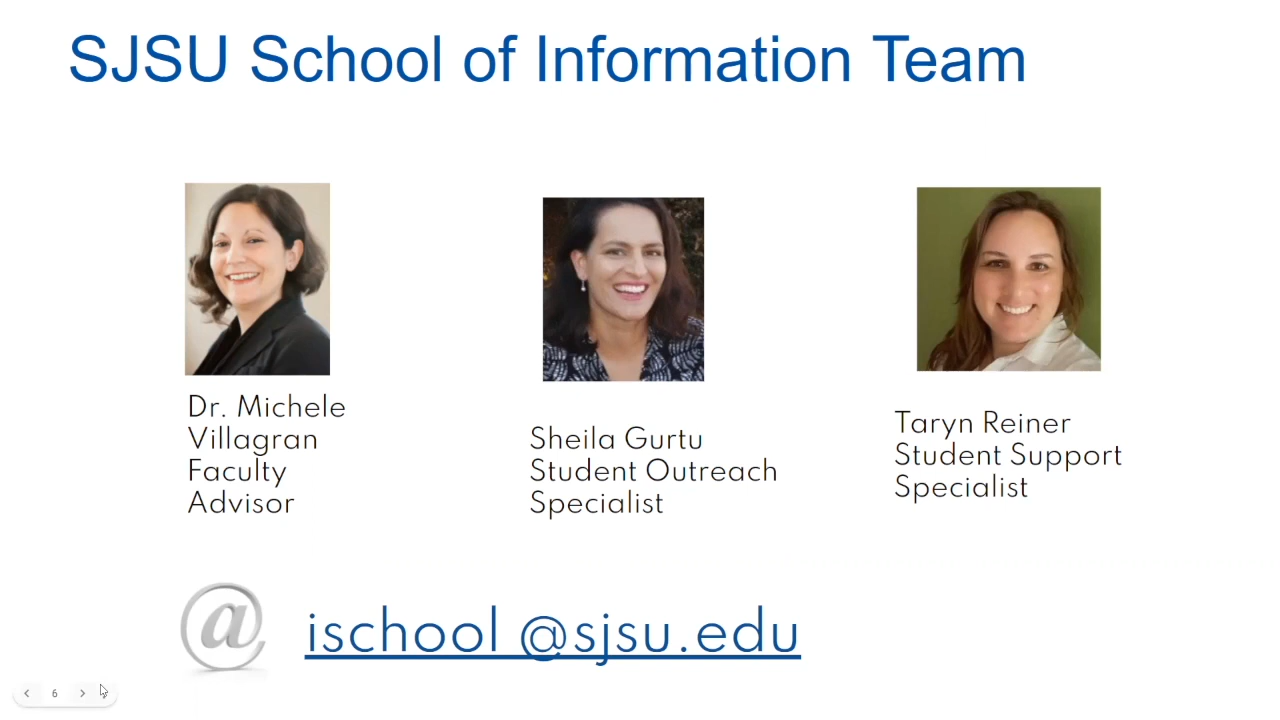 SJSU School of Information Team
Dr. Michele
Villagran
Faculty
Advisor
Sheila Gurtu
Student Outreach
Specialist
Taryn Reiner
Student Support
Specialist
@
ischool @sjsu.edu
6